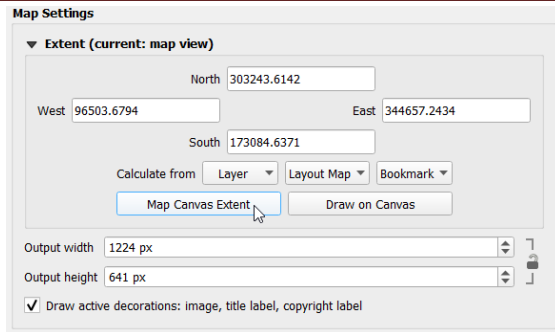 Map Settings
Extent (current: map view)
North 303243.6142
West 96503.6794 East 344657.2434
South 173084.6371
Calculate from Layer Layout Map Bookmark
Map Canvas Extent Draw on Canvas
Output width 1224 px
Output height 641 px
Draw active decorations: image, title label, copyright label